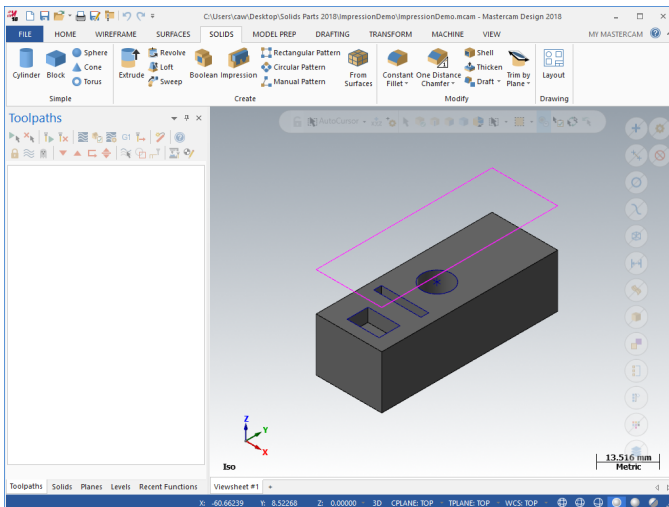 C:\Users\caw\Desktop\Solids Parts 2018\ImpressionDemo\ImpressionDemo.mcam - Mastercam Design 2018
FILE HOME WIREFRAME SURFACES SOLIDS MODEL PREP DRAFTING TRANSFORM MACHINE VIEW MY MASTERCAM
Cylinder Block Sphere Cone Torus
Simple
Extrude Revolve Loft Sweep Boolean Impression Rectangular Pattern Circular Pattern Manual Pattern From Surfaces
Create
Constant Fillet One Distance Chamfer Shell Thicken Draft Trim by Plane
Modify
Layout
Drawing
Toolpaths
G1
AutoCursor
Z
Y
X
Iso
13.516 mm
Metric
Toolpaths Solids Planes Levels Recent Functions Viewsheet #1 +
X: -60.66239 Y: 8.52268 Z: 0.00000 3D CPLANE: TOP TPLANE: TOP WCS: TOP